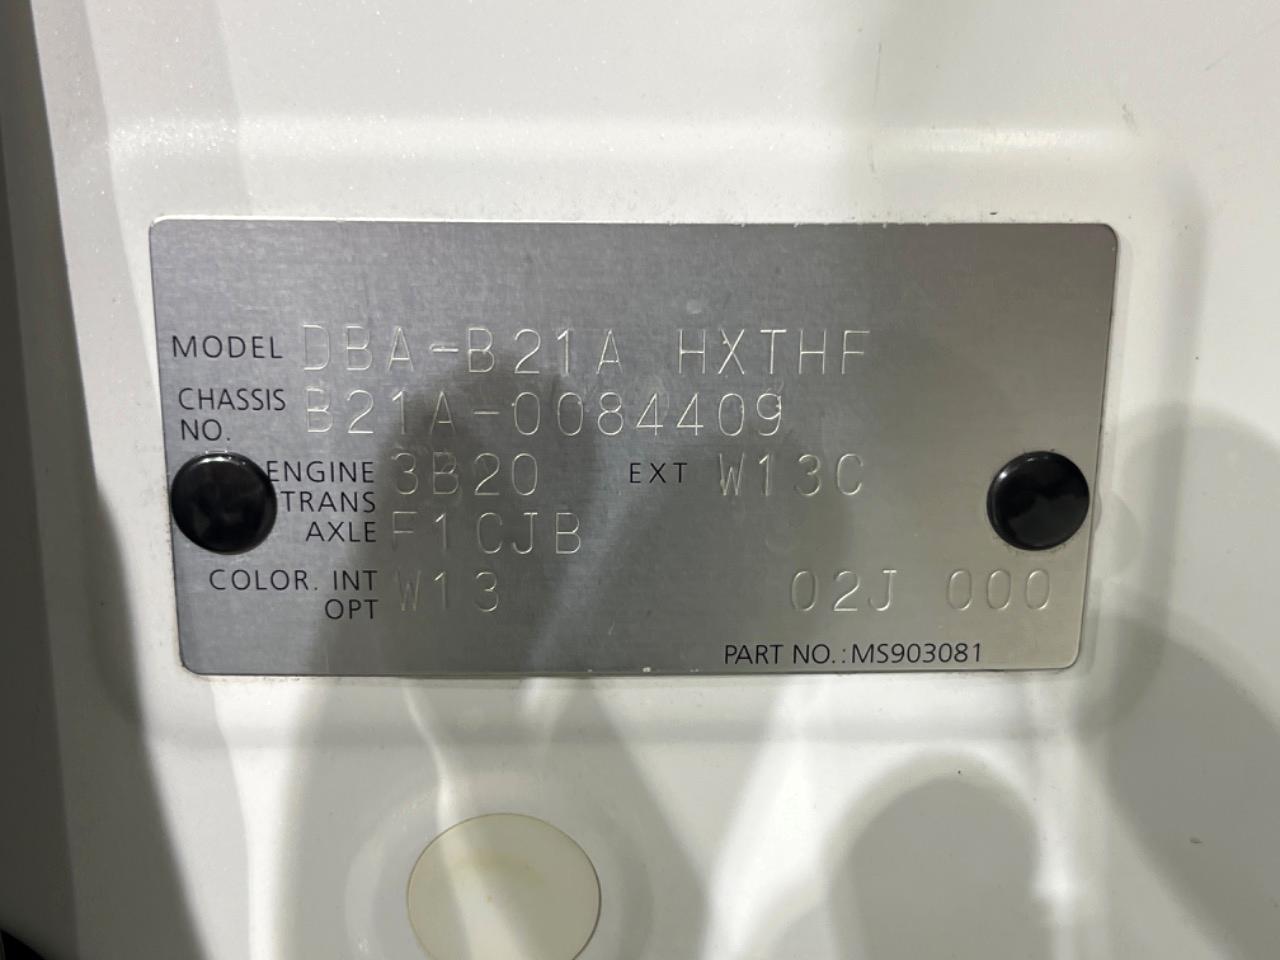 MODEL DBA-B21A HXTHF
CHASSIS NO. B21A-0084409
ENGINE 3B20 EXT W13C
TRANS AXLE F1CJB
COLOR. INT OPT W13 02J 000
PART NO.:MS903081